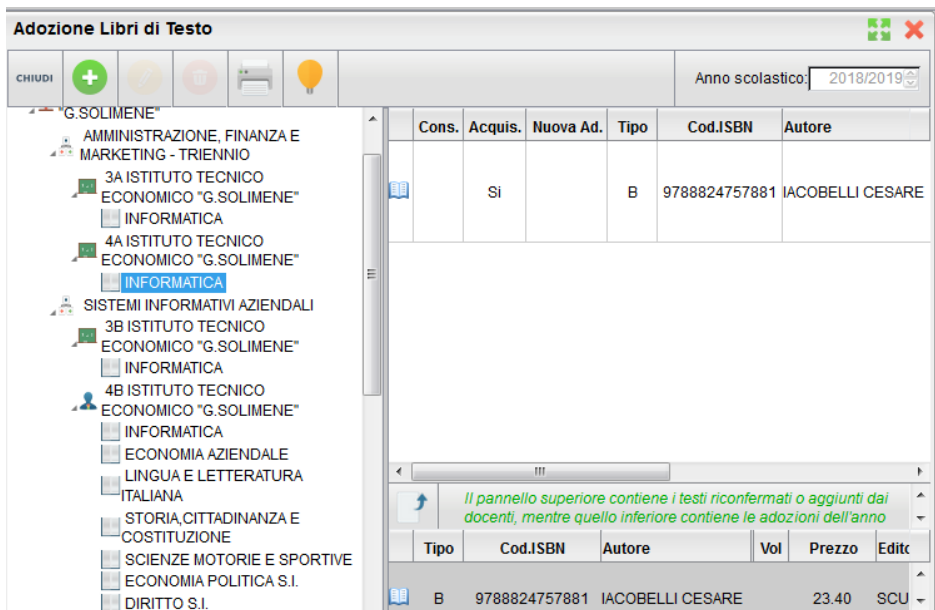 Adozione Libri di Testo
CHIUDI
Anno scolastico: 2018/2019
"G.SOLIMENE"
AMMINISTRAZIONE, FINANZA E
MARKETING - TRIENNIO
3A ISTITUTO TECNICO
ECONOMICO "G.SOLIMENE"
INFORMATICA
4A ISTITUTO TECNICO
ECONOMICO "G.SOLIMENE"
INFORMATICA
SISTEMI INFORMATIVI AZIENDALI
3B ISTITUTO TECNICO
ECONOMICO "G.SOLIMENE"
INFORMATICA
4B ISTITUTO TECNICO
ECONOMICO "G.SOLIMENE"
INFORMATICA
ECONOMIA AZIENDALE
LINGUA E LETTERATURA
ITALIANA
STORIA,CITTADINANZA E
COSTITUZIONE
SCIENZE MOTORIE E SPORTIVE
ECONOMIA POLITICA S.I.
DIRITTO S.I.
Cons. Acquis. Nuova Ad. Tipo Cod.ISBN Autore
Si B 9788824757881 IACOBELLI CESARE
Il pannello superiore contiene i testi riconfermati o aggiunti dai
docenti, mentre quello inferiore contiene le adozioni dell'anno
Tipo Cod.ISBN Autore Vol Prezzo Edito
B 9788824757881 IACOBELLI CESARE 23.40 SCU